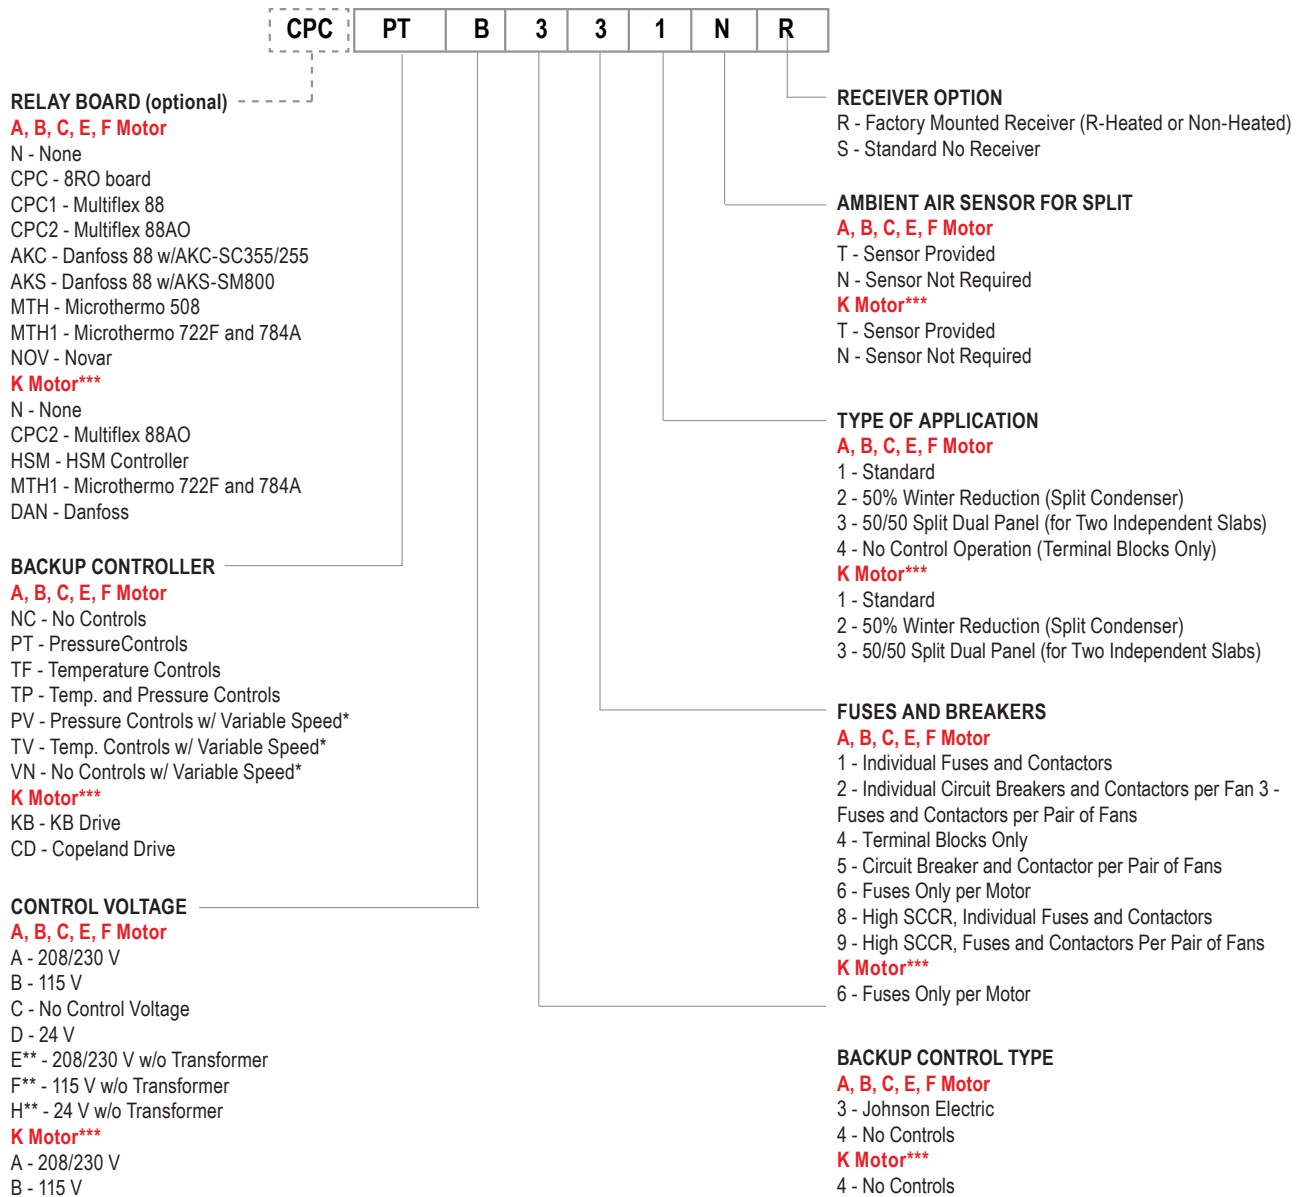 CPC PT B 3 3 1 N R
RELAY BOARD (optional)
A, B, C, E, F Motor
N - None
CPC - 8RO board
CPC1 - Multiflex 88
CPC2 - Multiflex 88AO
AKC - Danfoss 88 w/AKC-SC355/255
AKS - Danfoss 88 w/AKS-SM800
MTH - Microthermo 508
MTH1 - Microthermo 722F and 784A
NOV - Novar
K Motor***
N - None
CPC2 - Multiflex 88AO
HSM - HSM Controller
MTH1 - Microthermo 722F and 784A
DAN - Danfoss
BACKUP CONTROLLER
A, B, C, E, F Motor
NC - No Controls
PT - PressureControls
TF - Temperature Controls
TP - Temp. and Pressure Controls
PV - Pressure Controls w/ Variable Speed*
TV - Temp. Controls w/ Variable Speed*
VN - No Controls w/ Variable Speed*
K Motor***
KB - KB Drive
CD - Copeland Drive
CONTROL VOLTAGE
A, B, C, E, F Motor
A - 208/230 V
B - 115 V
C - No Control Voltage
D - 24 V
E** - 208/230 V w/o Transformer
F** - 115 V w/o Transformer
H** - 24 V w/o Transformer
K Motor***
A - 208/230 V
B - 115 V
RECEIVER OPTION
R - Factory Mounted Receiver (R-Heated or Non-Heated)
S - Standard No Receiver
AMBIENT AIR SENSOR FOR SPLIT
A, B, C, E, F Motor
T - Sensor Provided
N - Sensor Not Required
K Motor***
T - Sensor Provided
N - Sensor Not Required
TYPE OF APPLICATION
A, B, C, E, F Motor
1 - Standard
2 - 50% Winter Reduction (Split Condenser)
3 - 50/50 Split Dual Panel (for Two Independent Slabs)
4 - No Control Operation (Terminal Blocks Only)
K Motor***
1 - Standard
2 - 50% Winter Reduction (Split Condenser)
3 - 50/50 Split Dual Panel (for Two Independent Slabs)
FUSES AND BREAKERS
A, B, C, E, F Motor
1 - Individual Fuses and Contactors
2 - Individual Circuit Breakers and Contactors per Fan 3 -
Fuses and Contactors per Pair of Fans
4 - Terminal Blocks Only
5 - Circuit Breaker and Contactor per Pair of Fans
6 - Fuses Only per Motor
8 - High SCCR, Individual Fuses and Contactors
9 - High SCCR, Fuses and Contactors Per Pair of Fans
K Motor***
6 - Fuses Only per Motor
BACKUP CONTROL TYPE
A, B, C, E, F Motor
3 - Johnson Electric
4 - No Controls
K Motor***
4 - No Controls